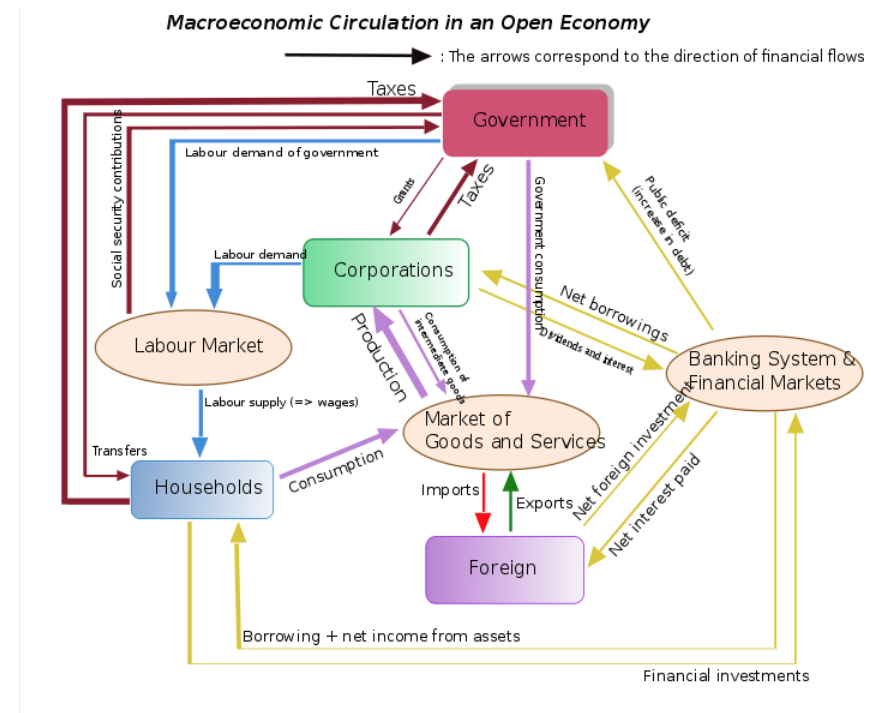 Macroeconomic Circulation in an Open Economy
: The arrows correspond to the direction of financial flows
Taxes
Government
Social security contributions
Labour demand of government
Grants
Taxes
Government consumption
Public deficit
(increase in debt)
Labour demand
Corporations
Net borrowings
Dividends and interest
Production
Consumption of
intermediate goods
Labour Market
Banking System &
Financial Markets
Labour supply (=> wages)
Market of
Goods and Services
Transfers
Households
Consumption
Imports
Exports
Net foreign investment
Net interest paid
Foreign
Borrowing + net income from assets
Financial investments